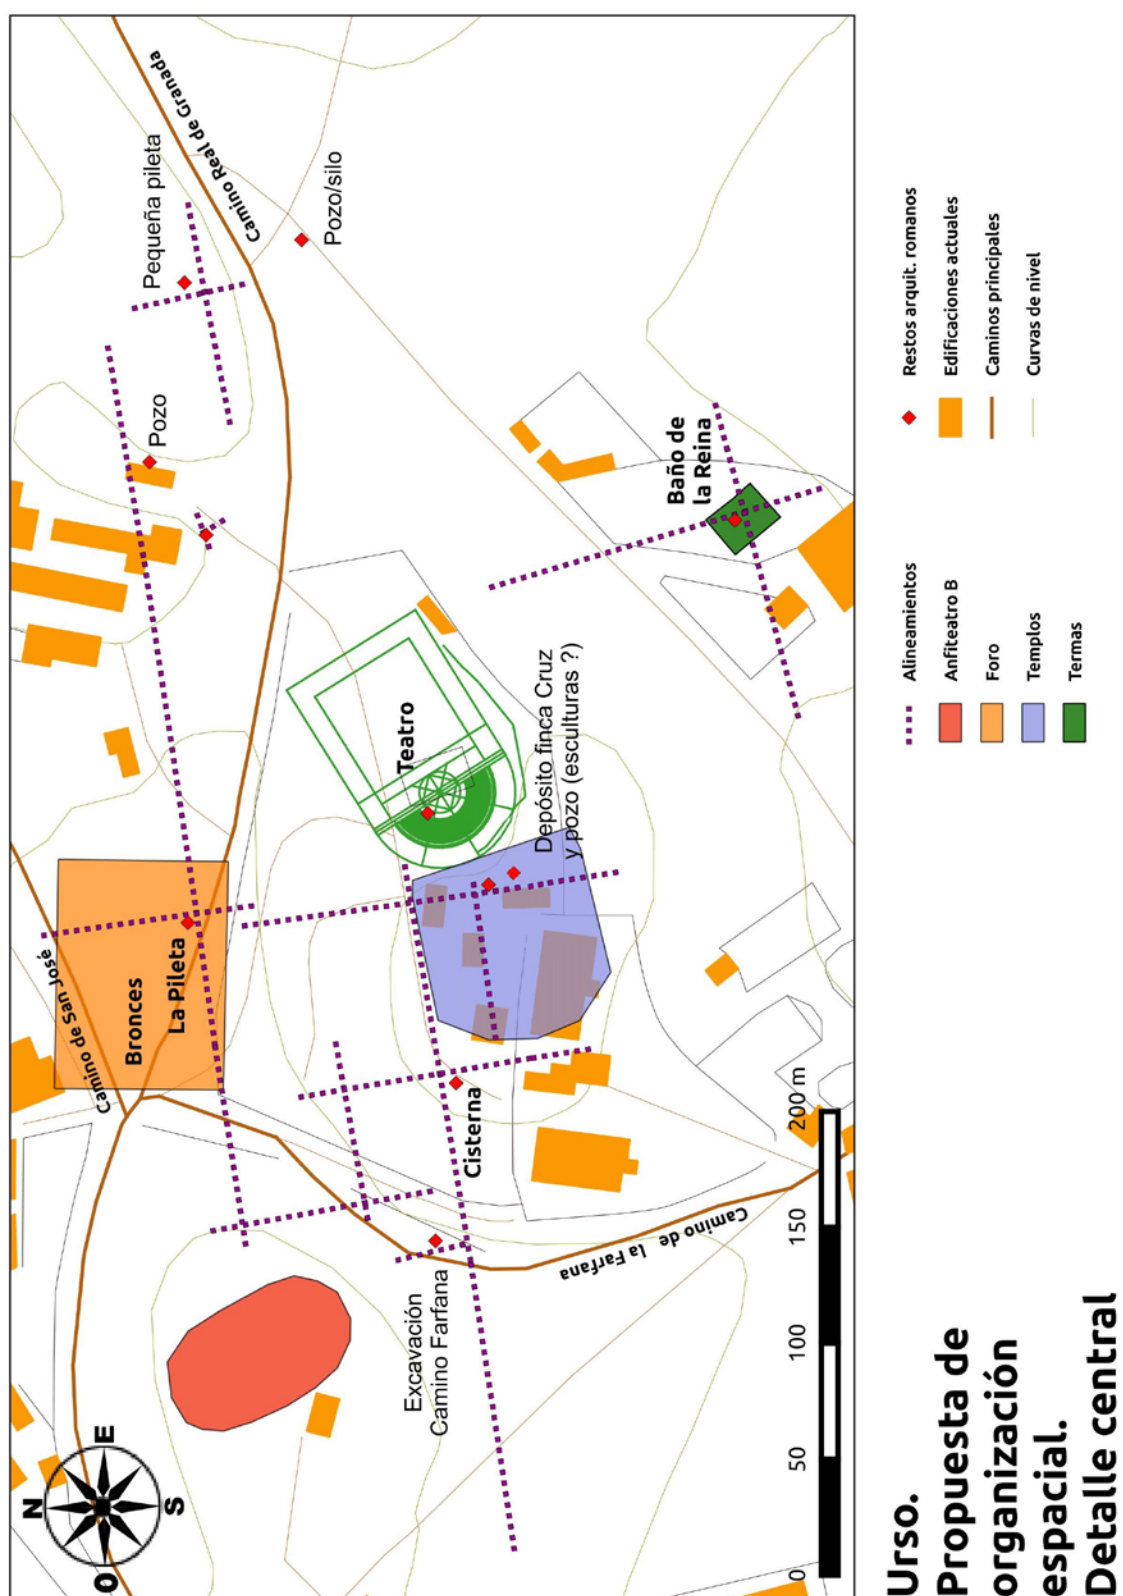 N
E
S
O
Camino de San José
Bronces
La Pileta
Camino Real de Granada
Pequeña pileta
Pozo
Pozo/silo
Teatro
Depósito finca Cruz
y pozo (esculturas ?)
Baño de
la Reina
Cisterna
Excavación
Camino Farfana
Camino de la Farfana
0
50
100
150
200 m
Urso.
Propuesta de
organización
espacial.
Detalle central
Alineamientos
Anfiteatro B
Foro
Templos
Termas
Restos arquit. romanos
Edificaciones actuales
Caminos principales
Curvas de nivel